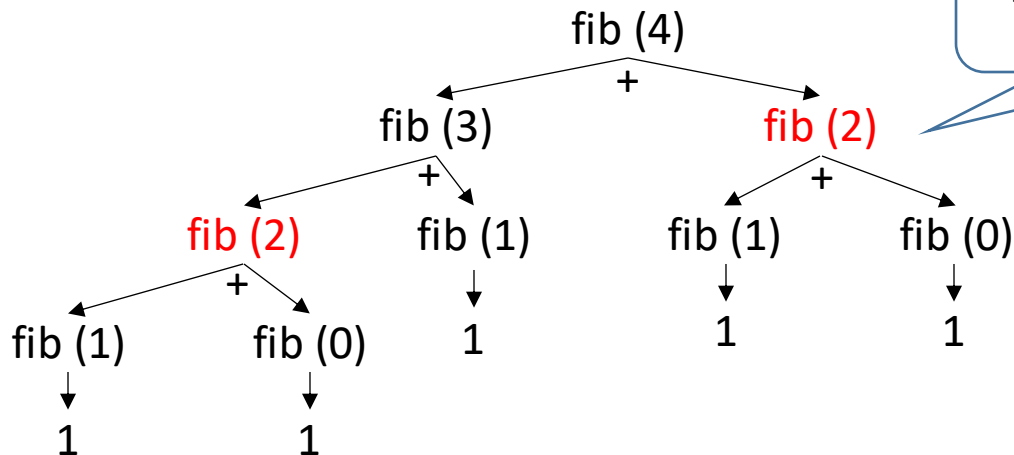 fib (4)
+
fib (3)
fib (2)
+
+
fib (2)
fib (1)
fib (1)
fib (0)
+
fib (1)
fib (0)
1
1
1
1
1